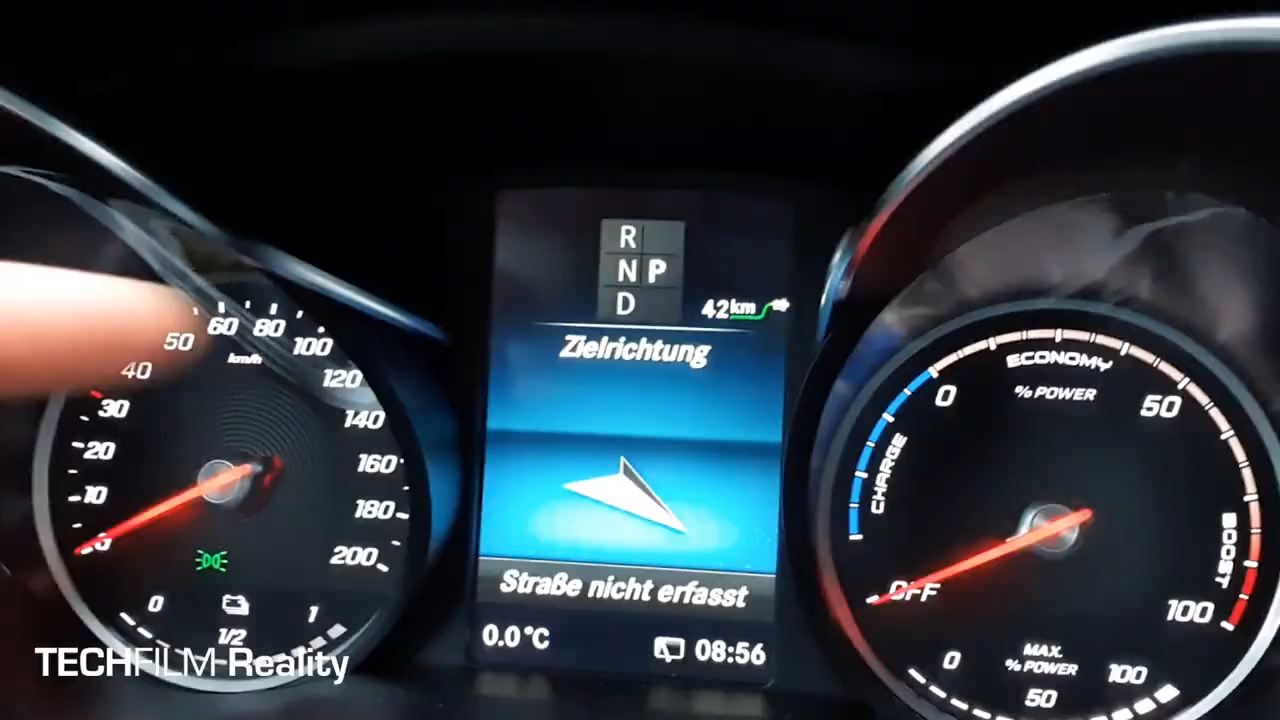 R
N P
D
42km
Zielrichtung
Straße nicht erfasst
0.0°C 08:56
0
10
20
30
40
50
60
80
100
120
140
160
180
200
km/h
0 1/2 1
CHARGE
0
ECONOMY
% POWER
50
BOOST
100
OFF
MAX.
% POWER
0 50 100
TECHFILM Reality